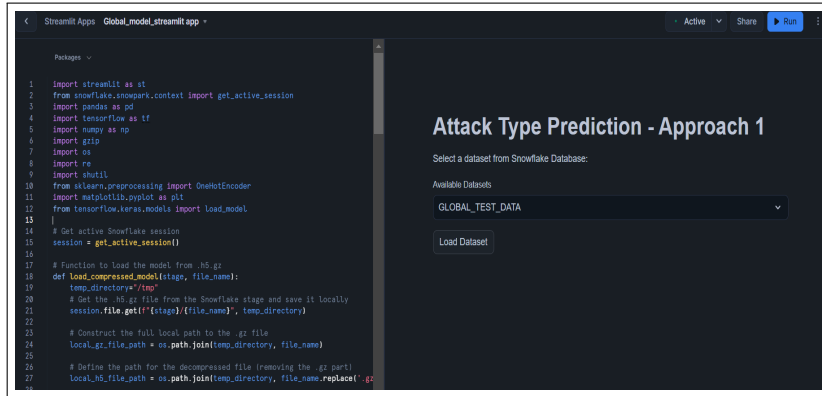 Streamlit Apps Global_model_streamlit app
Active
Share
Run
Packages
1 import streamlit as st
2 from snowflake.snowpark.context import get_active_session
3 import pandas as pd
4 import tensorflow as tf
5 import numpy as np
6 import gzip
7 import os
8 import re
9 import shutil
10 from sklearn.preprocessing import OneHotEncoder
11 import matplotlib.pyplot as plt
12 from tensorflow.keras.models import load_model
13
14 # Get active Snowflake session
15 session = get_active_session()
16
17 # Function to load the model from .h5.gz
18 def load_compressed_model(stage, file_name):
19 temp_directory="/tmp"
20 # Get the .h5.gz file from the Snowflake stage and save it locally
21 session.file.get(f"{stage}/{file_name}", temp_directory)
22
23 # Construct the full local path to the .gz file
24 local_gz_file_path = os.path.join(temp_directory, file_name)
25
26 # Define the path for the decompressed file (removing the .gz part)
27 local_h5_file_path = os.path.join(temp_directory, file_name.replace('.gz
28
Attack Type Prediction - Approach 1
Select a dataset from Snowflake Database:
Available Datasets
GLOBAL_TEST_DATA
Load Dataset